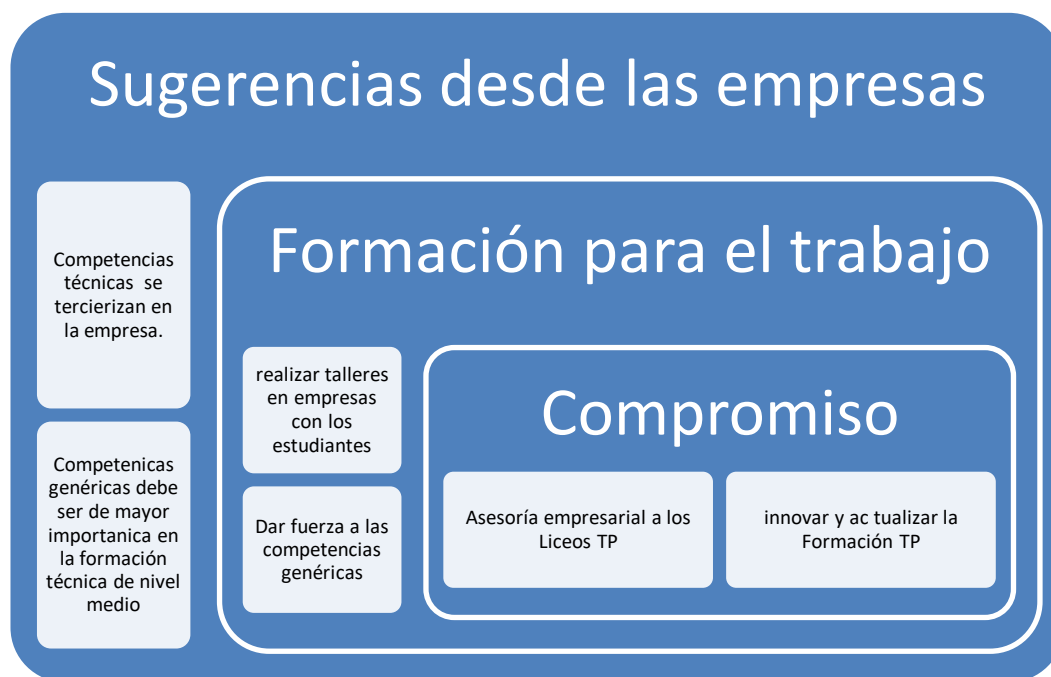 Sugerencias desde las empresas
Competencias
técnicas se
tercierizan en
la empresa.
Competenicas
genéricas debe
ser de mayor
importanica en
la formación
técnica de nivel
medio
Formación para el trabajo
realizar talleres
en empresas
con los
estudiantes
Dar fuerza a las
competencias
genéricas
Compromiso
Asesoría empresarial a los
Liceos TP
innovar y ac tualizar la
Formación TP